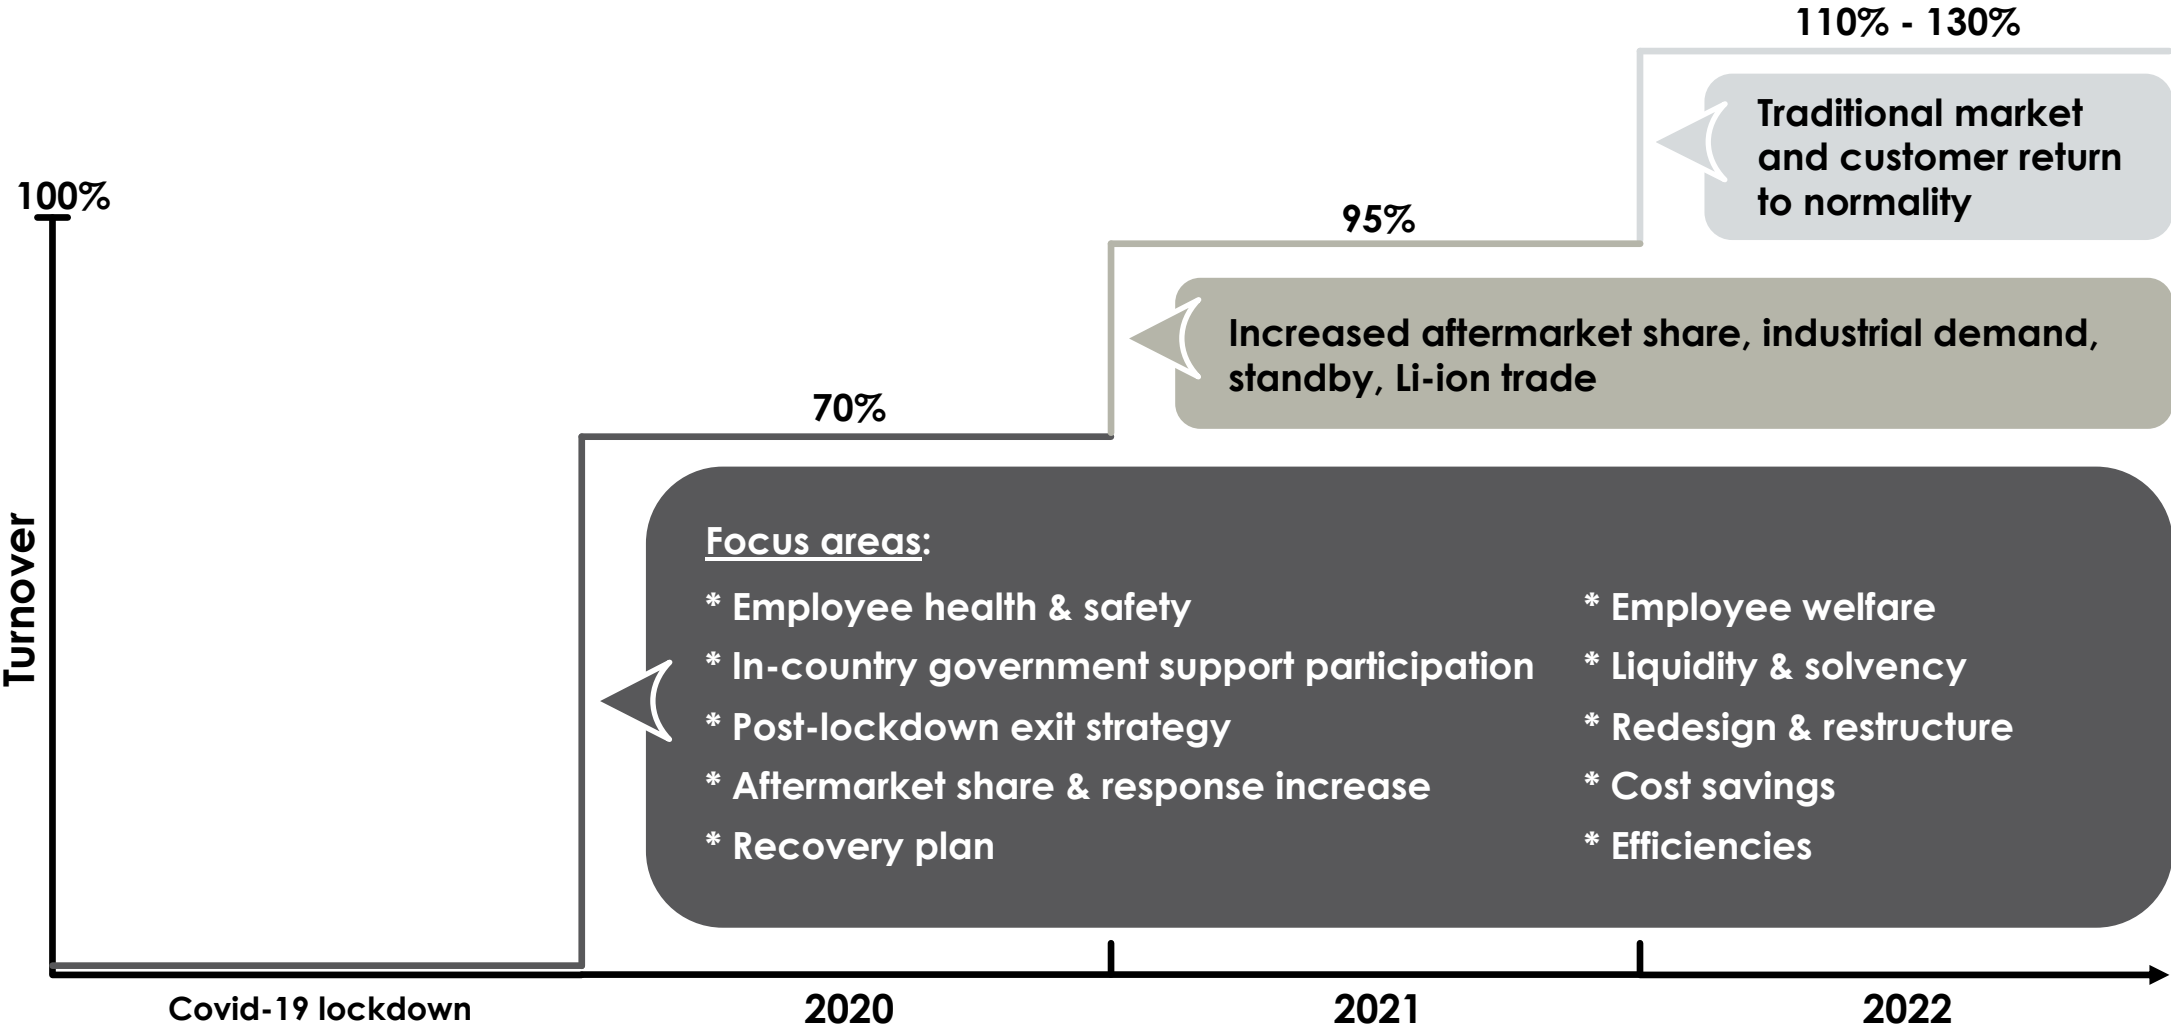 110% - 130%
Traditional market
and customer return
to normality
100%
95%
Increased aftermarket share, industrial demand,
standby, Li-ion trade
70%
Turnover
Focus areas:
* Employee health & safety
* In-country government support participation
* Post-lockdown exit strategy
* Aftermarket share & response increase
* Recovery plan
* Employee welfare
* Liquidity & solvency
* Redesign & restructure
* Cost savings
* Efficiencies
Covid-19 lockdown
2020
2021
2022